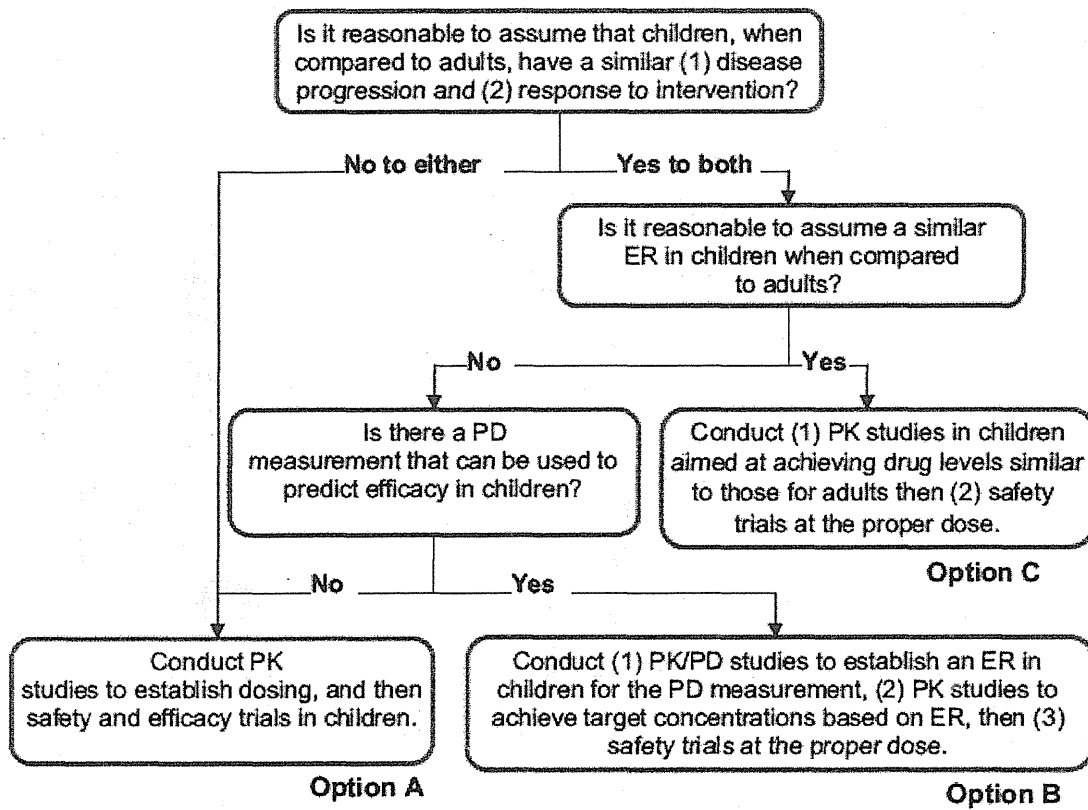 Is it reasonable to assume that children, when
compared to adults, have a similar (1) disease
progression and (2) response to intervention?
No to either
Yes to both
Is it reasonable to assume a similar
ER in children when compared
to adults?
No
Yes
Is there a PD
measurement that can be used to
predict efficacy in children?
Conduct (1) PK studies in children
aimed at achieving drug levels similar
to those for adults then (2) safety
trials at the proper dose.
Option C
No
Yes
Conduct PK
studies to establish dosing, and then
safety and efficacy trials in children.
Option A
Conduct (1) PK/PD studies to establish an ER in
children for the PD measurement, (2) PK studies to
achieve target concentrations based on ER, then (3)
safety trials at the proper dose.
Option B